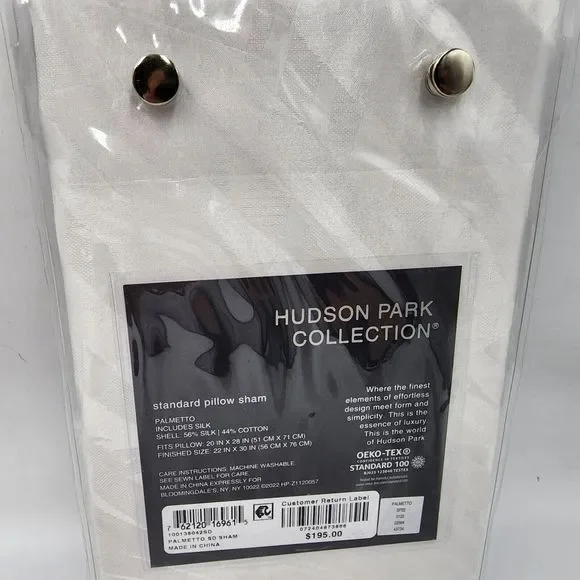 HUDSON PARK
COLLECTION®
standard pillow sham
PALMETTO
INCLUDES SILK
SHELL: 56% SILK | 44% COTTON
FITS PILLOW: 20 IN X 28 IN (51 CM X 71 CM)
FINISHED SIZE: 22 IN X 30 IN (56 CM X 76 CM)
CARE INSTRUCTIONS: MACHINE WASHABLE
SEE SEWN LABEL FOR CARE.
MADE IN CHINA EXPRESSLY FOR
BLOOMINGDALE'S, NY, NY 10022 ©2022 HP-Z1120057
Where the finest
elements of effortless
design meet form and
simplicity. This is the
essence of luxury
This is the world
of Hudson Park
OEKO-TEX®
CONFIDENCE IN TEXTILES
STANDARD 100
7 62120 16961 5
PALMETTO SD SHAM
MADE IN CHINA
Customer Return Label
$195.00
PALMETTO